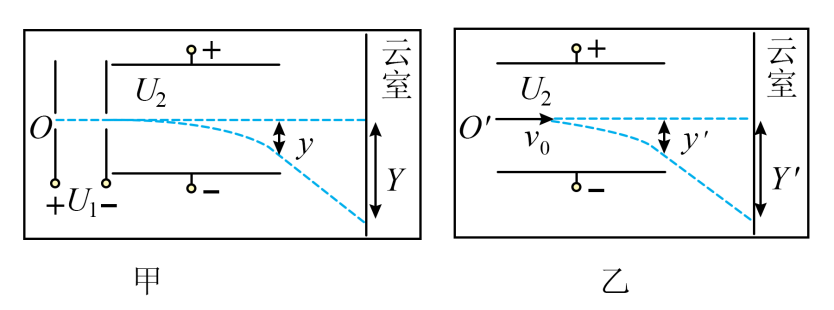 +
U₂
云室
O
y
Y
+ U₁ −
−
甲
+
U₂
云室
O′
v₀
y′
Y′
−
乙